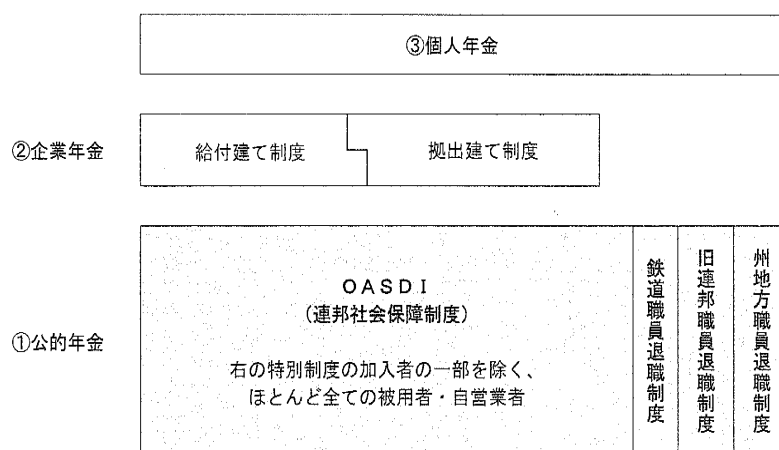 ③個人年金
②企業年金
給付建て制度
拠出建て制度
①公的年金
OASDI
(連邦社会保障制度)
右の特別制度の加入者の一部を除く、
ほとんど全ての被用者・自営業者
鉄道職員退職制度
旧連邦職員退職制度
州地方職員退職制度